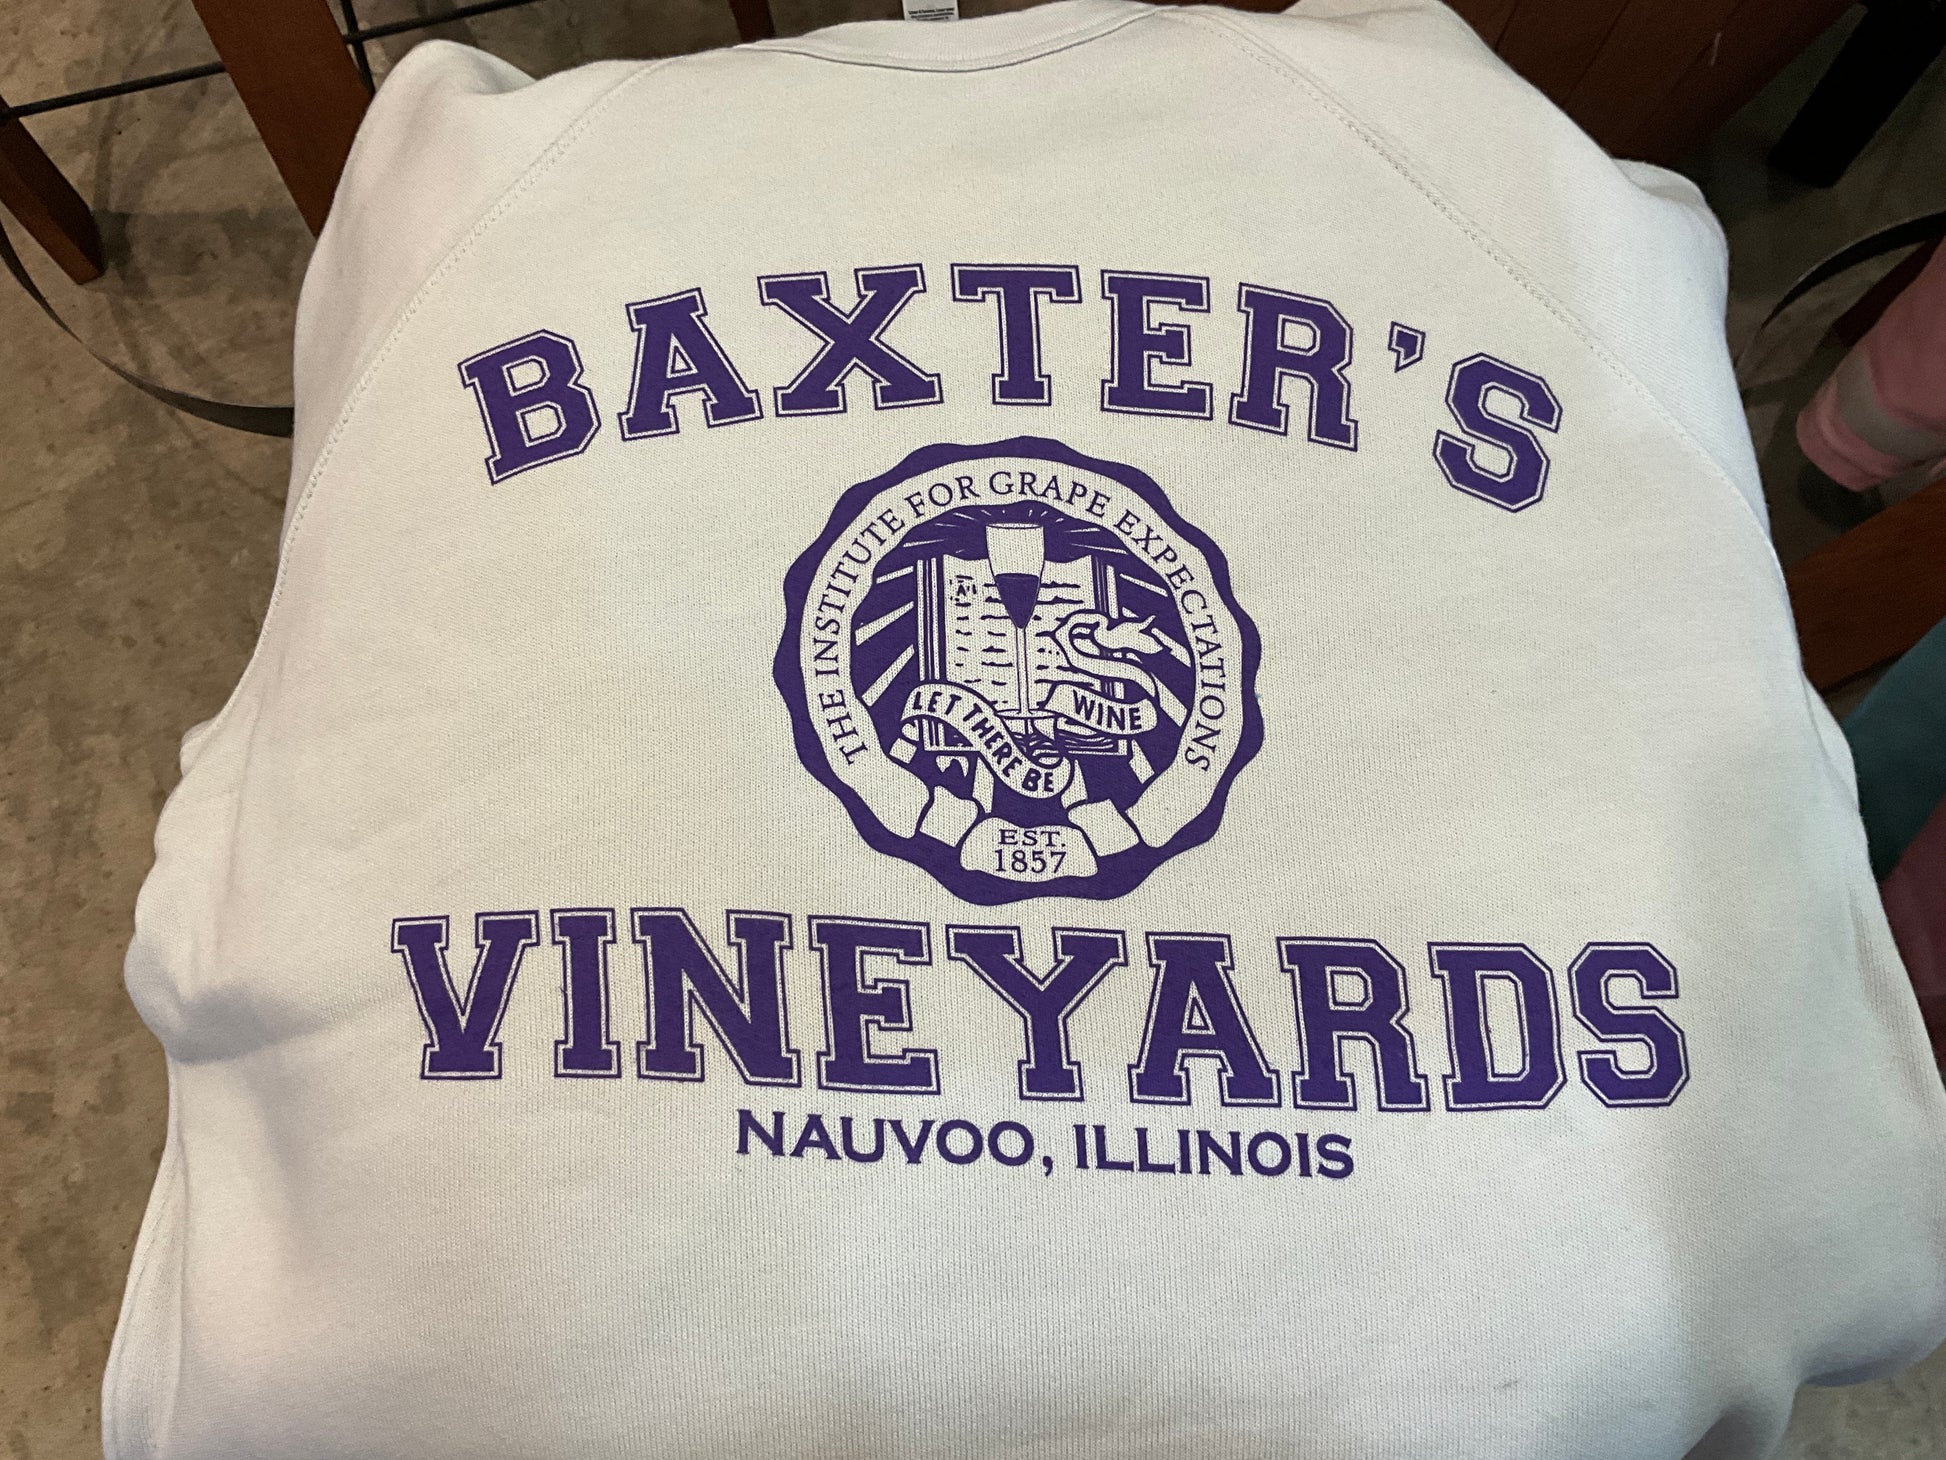 BAXTER'S
THE INSTITUTE FOR GRAPE EXPECTATIONS
LET THERE BE WINE
EST.
1857
VINEYARDS
NAUVOO, ILLINOIS